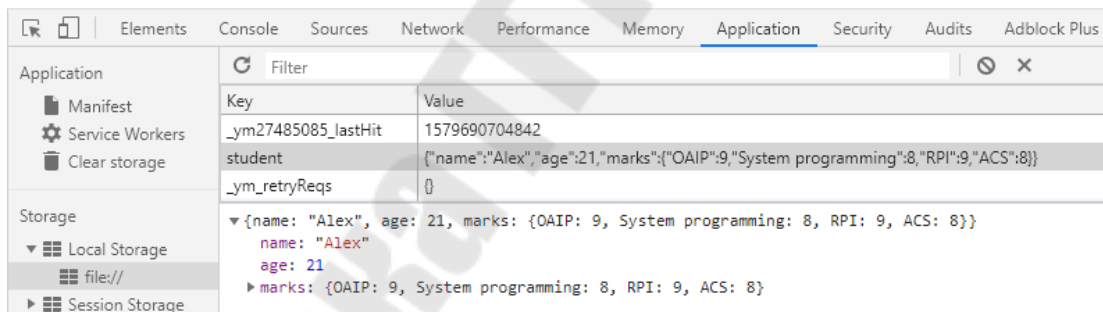 Elements Console Sources Network Performance Memory Application Security Audits Adblock Plus
Application
Manifest
Service Workers
Clear storage
Storage
Local Storage
file://
Session Storage
Filter
Key Value
_ym27485085_lastHit 1579690704842
student {"name":"Alex","age":21,"marks":{"OAIP":9,"System programming":8,"RPI":9,"ACS":8}}
_ym_retryReqs {}
{name: "Alex", age: 21, marks: {OAIP: 9, System programming: 8, RPI: 9, ACS: 8}}
name: "Alex"
age: 21
marks: {OAIP: 9, System programming: 8, RPI: 9, ACS: 8}